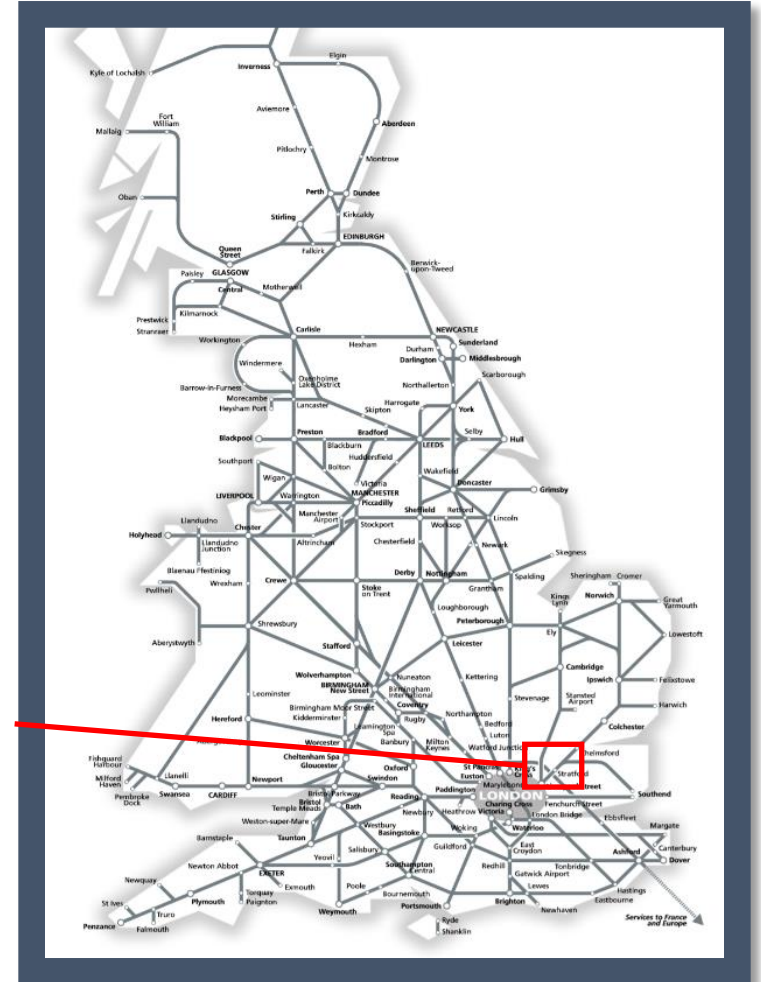 Elgin
Inverness
Kyle of Lochalsh
Aviemore
Fort
William
Aberdeen
Mallaig
Pitlochry
Montrose
Perth
Dundee
Oban
Stirling
Kirkcaldy
EDINBURGH
Queen
Street
Falkirk
Berwick-
upon-Tweed
Paisley
GLASGOW
Central
Motherwell
Prestwick
Kilmarnock
Stranraer
Carlisle
NEWCASTLE
Workington
Hexham
Durham
Sunderland
Darlington
Middlesbrough
Windermere
Scarborough
Oxenholme
Lake District
Barrow-in-Furness
Northallerton
Morecambe
Heysham Port
Lancaster
Harrogate
Skipton
York
Blackpool
Preston
Bradford
LEEDS
Selby
Hull
Blackburn
Huddersfield
Southport
Bolton
Wakefield
Wigan
Victoria
Doncaster
LIVERPOOL
Warrington
MANCHESTER
Piccadilly
Grimsby
Manchester
Airport
Sheffield
Retford
Llandudno
Chester
Stockport
Worksop
Lincoln
Holyhead
Llandudno
Junction
Altrincham
Chesterfield
Newark
Skegness
Blaenau Ffestiniog
Derby
Nottingham
Spalding
Sheringham
Cromer
Pwllheli
Wrexham
Crewe
Stoke
on Trent
Grantham
Kings
Lynn
Norwich
Great
Yarmouth
Loughborough
Peterborough
Shrewsbury
Ely
Lowestoft
Aberystwyth
Stafford
Leicester
Cambridge
Wolverhampton
Nuneaton
Kettering
BIRMINGHAM
New Street
Birmingham
International
Ipswich
Felixstowe
Leominster
Coventry
Stevenage
Stansted
Airport
Birmingham Moor Street
Rugby
Northampton
Harwich
Hereford
Kidderminster
Leamington
Spa
Bedford
Colchester
Worcester
Banbury
Milton
Keynes
Luton
Watford Junction
Chelmsford
Cheltenham Spa
Fishguard
Harbour
Gloucester
Oxford
St Pancras
Euston
Stratford
Milford
Haven
Llanelli
Newport
Swindon
Marylebone
Street
Pembroke
Dock
Swansea
CARDIFF
Bristol Parkway
Reading
Paddington
LONDON
Southend
Bristol
Temple Meads
Bath
Newbury
Heathrow
Victoria
Charing Cross
Fenchurch Street
London Bridge
Ebbsfleet
Weston-super-Mare
Westbury
Basingstoke
Woking
Waterloo
Margate
Barnstaple
Taunton
Salisbury
Guildford
East
Croydon
Canterbury
Newton Abbot
Yeovil
Southampton
Central
Redhill
Tonbridge
Ashford
Dover
EXETER
Gatwick Airport
Newquay
Exmouth
Poole
Bournemouth
Lewes
Hastings
Torquay
Paignton
Eastbourne
St Ives
Plymouth
Weymouth
Portsmouth
Brighton
Newhaven
Truro
Ryde
Services to France
and Europe
Penzance
Falmouth
Shanklin